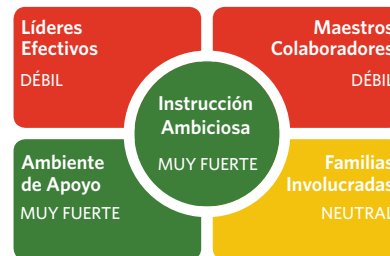 Líderes
Efectivos
DÉBIL
Maestros
Colaboradores
DÉBIL
Instrucción
Ambiciosa
MUY FUERTE
Ambiente
de Apoyo
MUY FUERTE
Familias
Involucradas
NEUTRAL